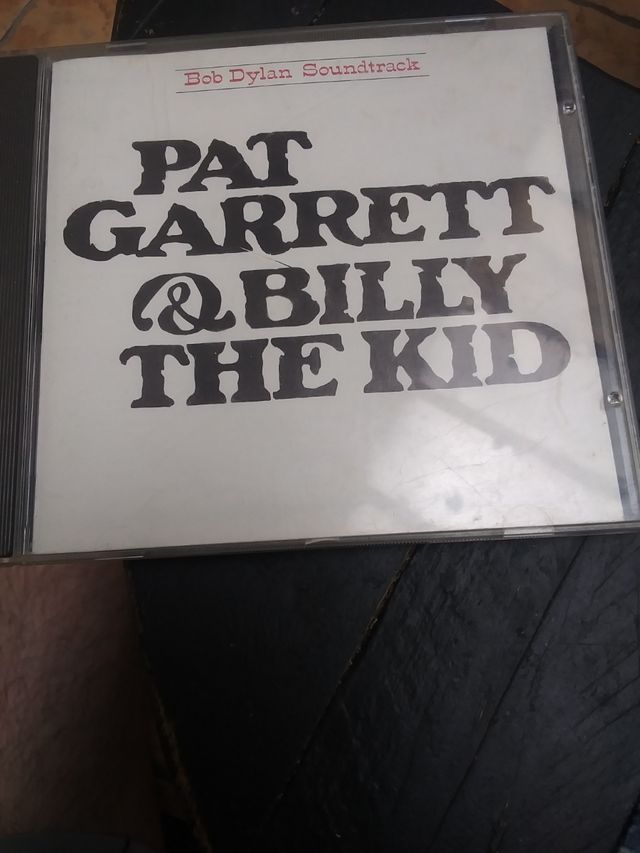 Bob Dylan Soundtrack
PAT
GARRETT
& BILLY
THE KID